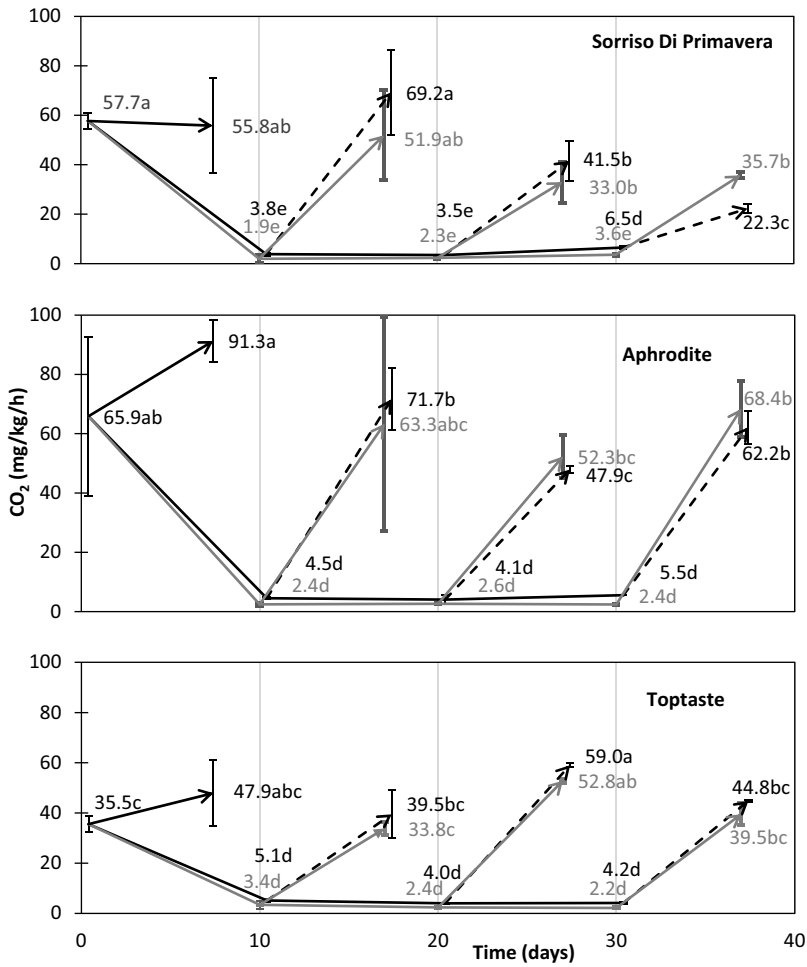 100
80
60
40
20
0
Sorriso Di Primavera
57.7a
55.8ab
69.2a
51.9ab
3.8e
1.9e
3.5e
2.3e
41.5b
33.0b
6.5d
3.6e
35.7b
22.3c
CO2 (mg/kg/h)
100
80
60
40
20
0
Aphrodite
65.9ab
91.3a
71.7b
63.3abc
4.5d
2.4d
52.3bc
47.9c
4.1d
2.6d
68.4b
62.2b
5.5d
2.4d
100
80
60
40
20
0
Toptaste
35.5c
47.9abc
39.5bc
33.8c
5.1d
3.4d
59.0a
52.8ab
4.0d
2.4d
44.8bc
39.5bc
4.2d
2.2d
0 10 20 30 40
Time (days)